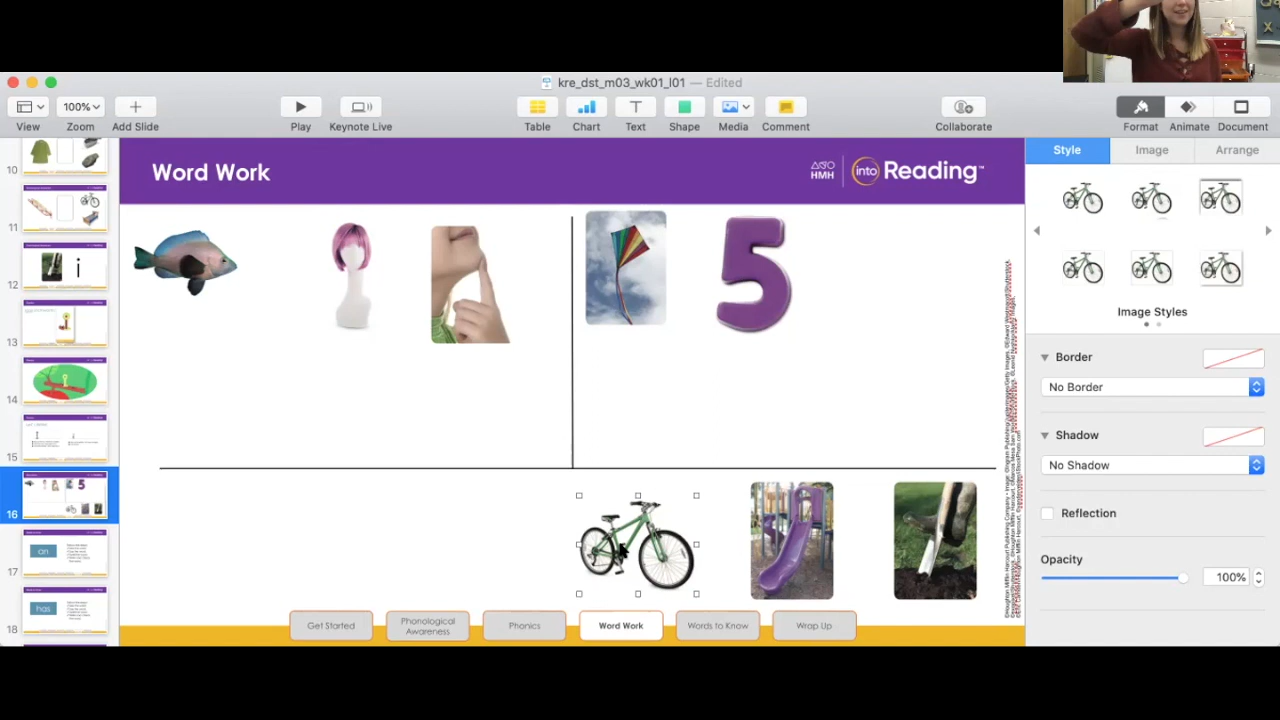 kre_dst_m03_wk01_l01 — Edited
View
100%
Zoom
Add Slide
Play
Keynote Live
Table
Chart
Text
Shape
Media
Comment
Collaborate
Format
Animate
Document
Style
Image
Arrange
10
11
12
i
13
14
15
16
17
an
18
has
Word Work
HMH
into Reading™
5
Get Started
Phonological Awareness
Phonics
Word Work
Words to Know
Wrap Up
Image Styles
Border
No Border
Shadow
No Shadow
Reflection
Opacity
100%